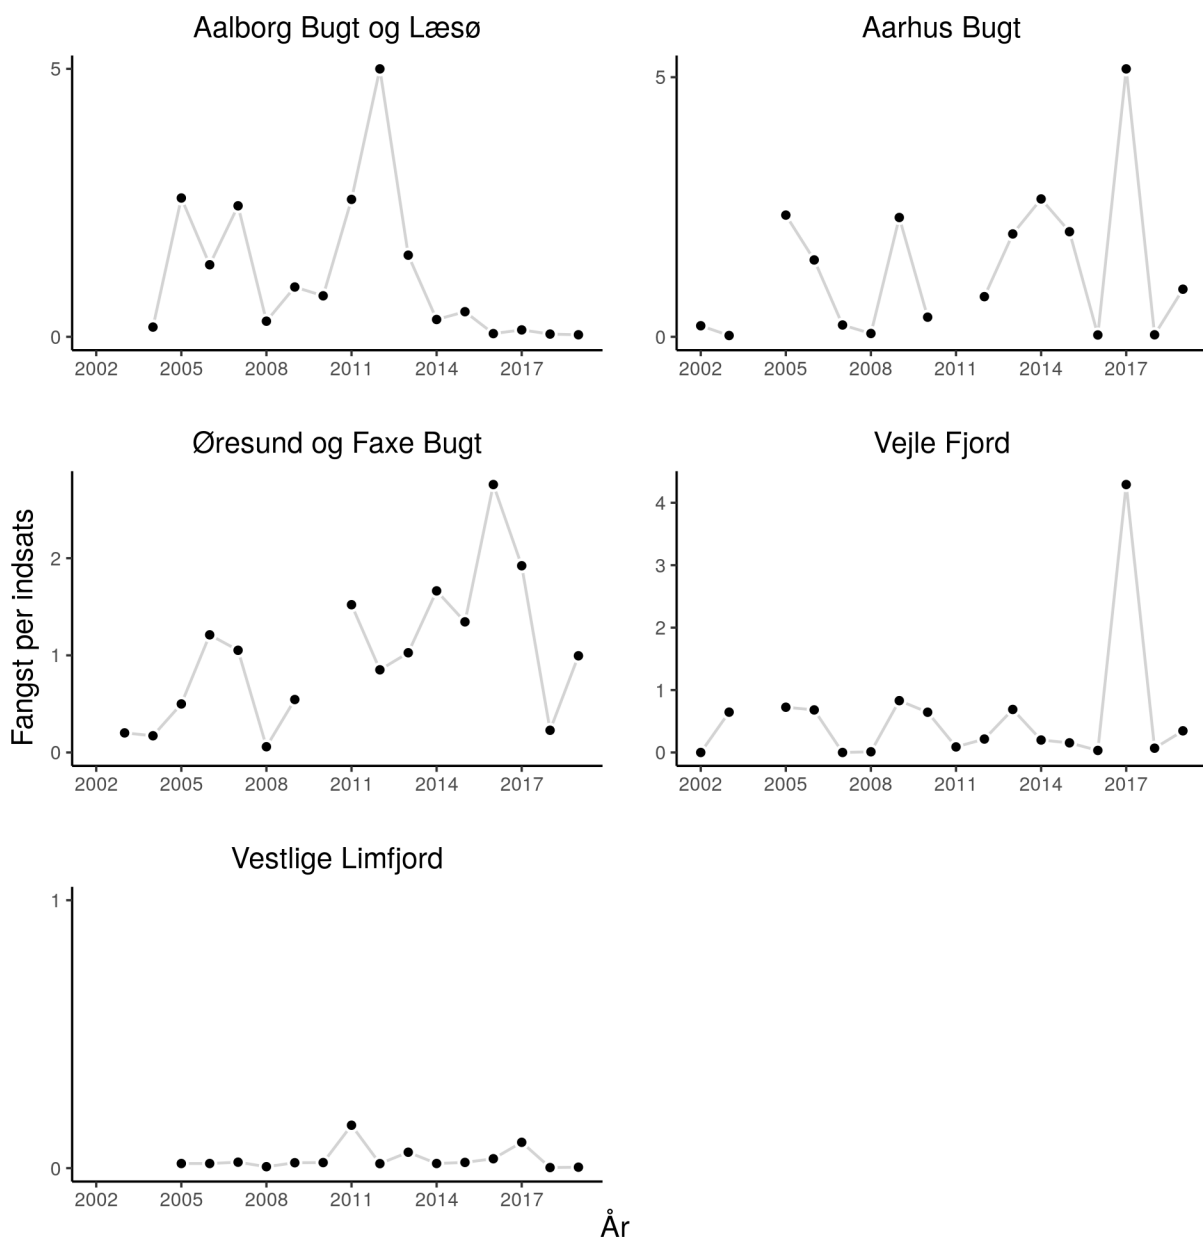 Aalborg Bugt og Læsø
5
0
2002 2005 2008 2011 2014 2017
Aarhus Bugt
5
0
2002 2005 2008 2011 2014 2017
Øresund og Faxe Bugt
2
1
0
2002 2005 2008 2011 2014 2017
Vejle Fjord
4
3
2
1
0
2002 2005 2008 2011 2014 2017
Vestlige Limfjord
1
0
2002 2005 2008 2011 2014 2017
Fangst per indsats
År